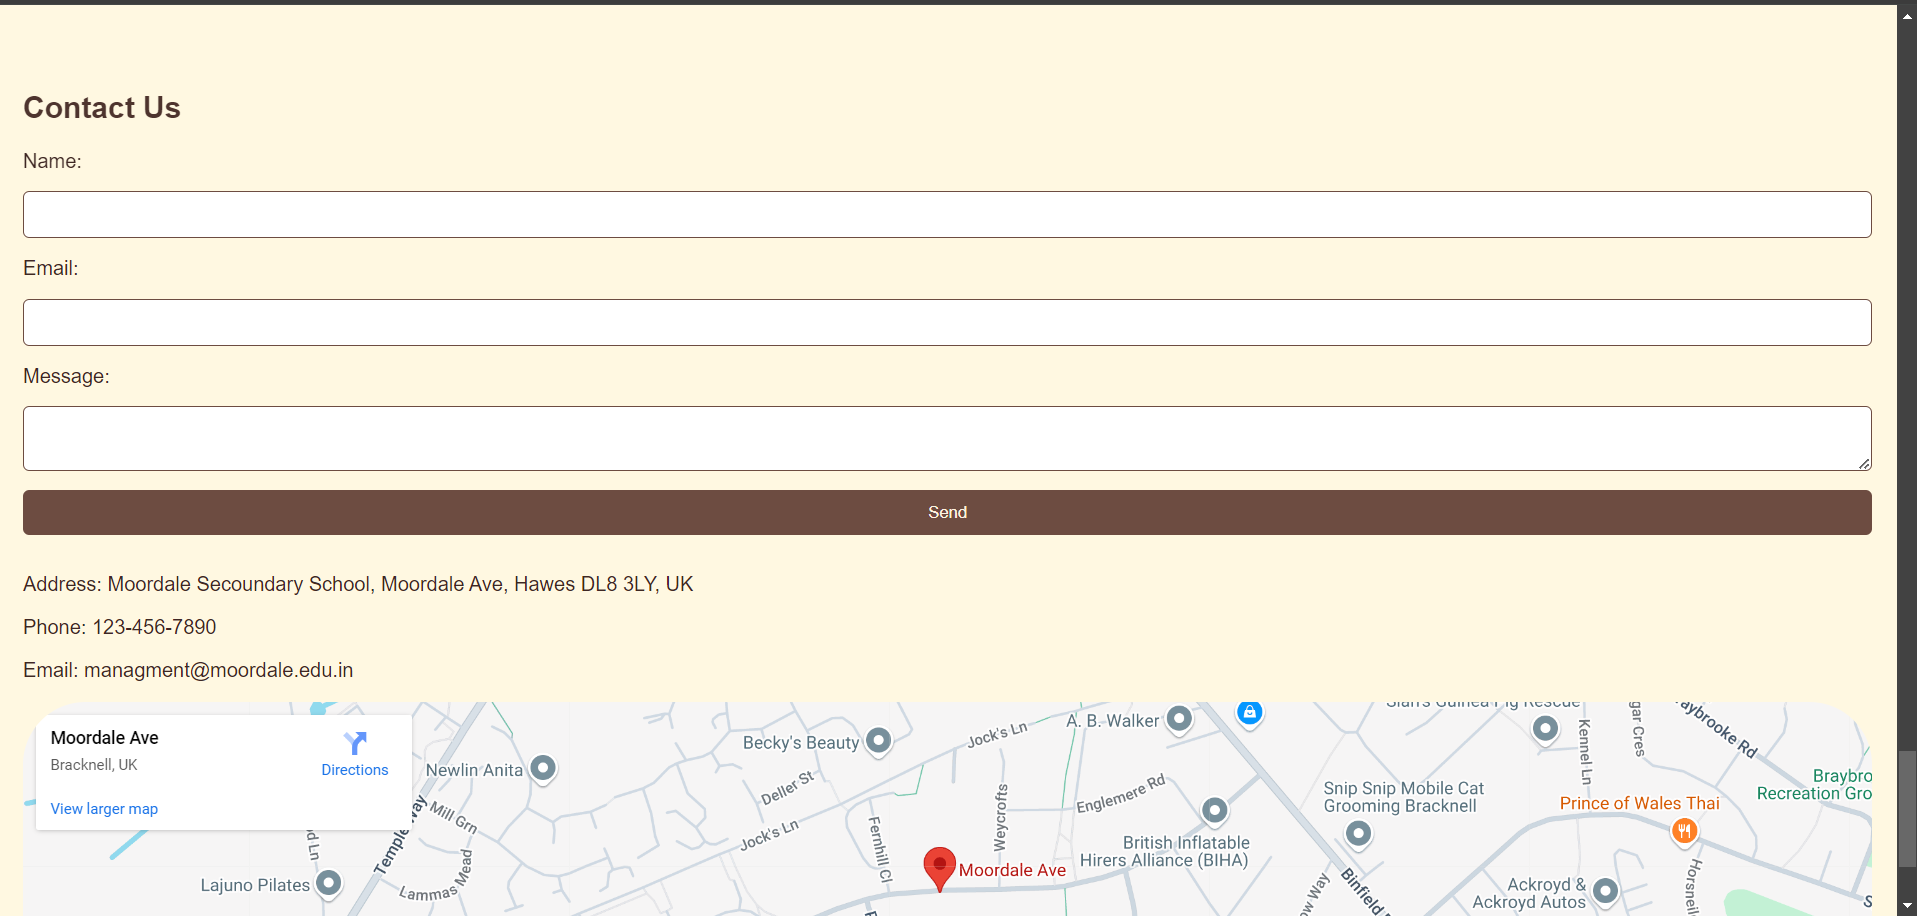 Contact Us
Name:
Email:
Message:
Send
Address: Moordale Secoundary School, Moordale Ave, Hawes DL8 3LY, UK
Phone: 123-456-7890
Email: managment@moordale.edu.in
Moordale Ave
Bracknell, UK
Directions
View larger map
Newlin Anita
Becky's Beauty
Jock's Ln
A. B. Walker
Kennel Ln
Braybrooke Rd
Deller St
Englemere Rd
Weycrofts
Mill Grn
Jock's Ln
Fernhill Cl
Snip Snip Mobile Cat
Grooming Bracknell
Prince of Wales Thai
Braybro
Recreation Gro
British Inflatable
Hirers Alliance (BIHA)
Moordale Ave
Lajuno Pilates
Lammas Mead
Temple Way
Binfield
Ackroyd &
Ackroyd Autos